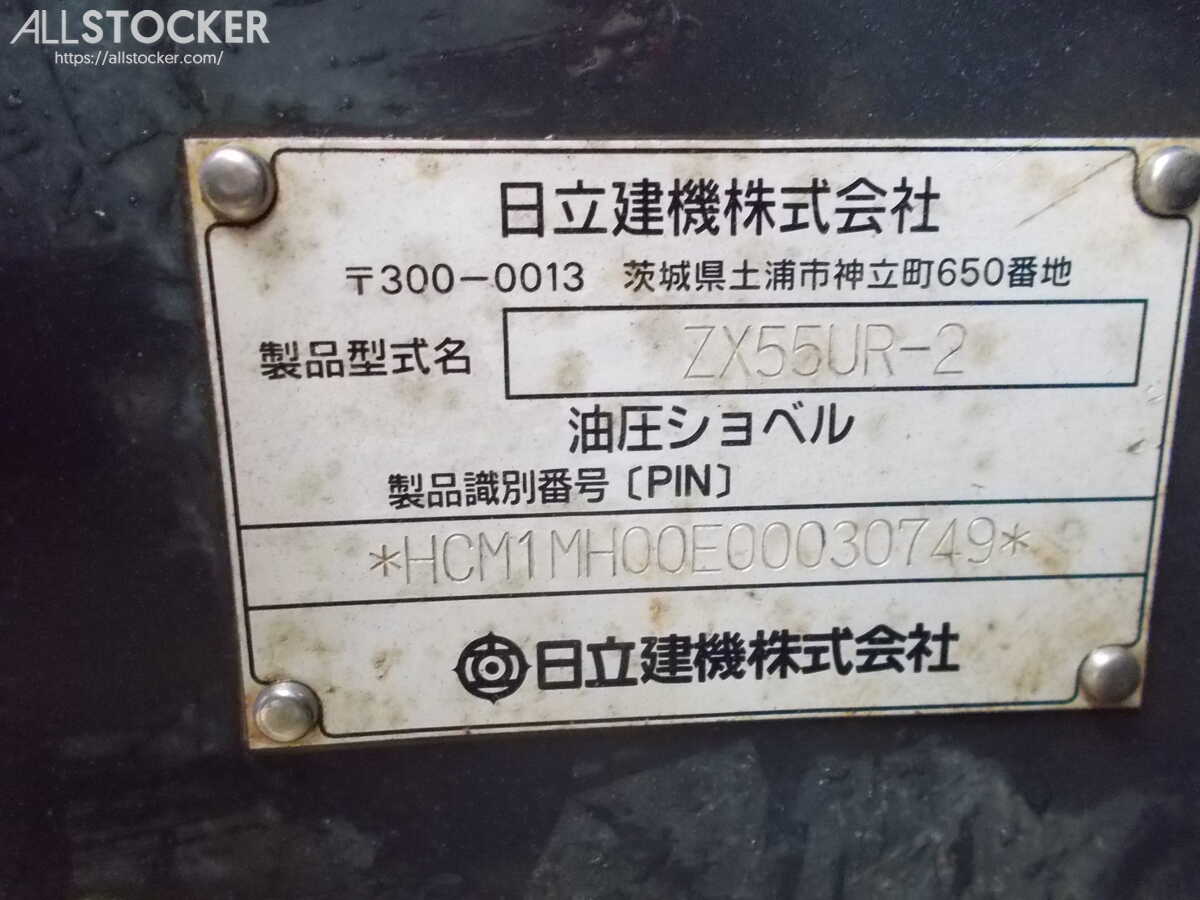 ALLSTOCKER
https://allstocker.com/
日立建機株式会社
〒300-0013 茨城県土浦市神立町650番地
製品型式名 ZX55UR-2
油圧ショベル
製品識別番号〔PIN〕
*HCM1MH00E00030749*
日立建機株式会社